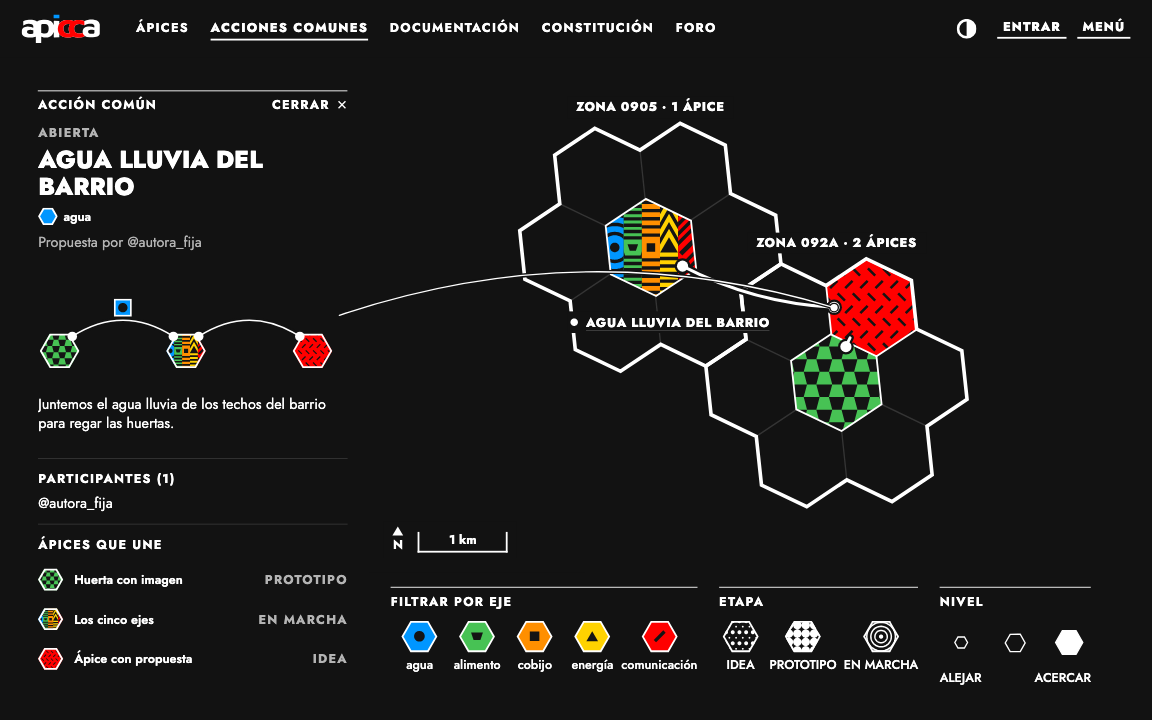 apicca
ÁPICES
ACCIONES COMUNES
DOCUMENTACIÓN
CONSTITUCIÓN
FORO
ENTRAR
MENÚ
ACCIÓN COMÚN
CERRAR ×
ABIERTA
AGUA LLUVIA DEL
BARRIO
agua
Propuesta por @autora_fija
Juntemos el agua lluvia de los techos del barrio
para regar las huertas.
PARTICIPANTES (1)
@autora_fija
ÁPICES QUE UNE
Huerta con imagen PROTOTIPO
Los cinco ejes EN MARCHA
Ápice con propuesta IDEA
ZONA 0905 · 1 ÁPICE
ZONA 092A · 2 ÁPICES
AGUA LLUVIA DEL BARRIO
N
1 km
FILTRAR POR EJE
agua
alimento
cobijo
energía
comunicación
ETAPA
IDEA
PROTOTIPO
EN MARCHA
NIVEL
ALEJAR
ACERCAR